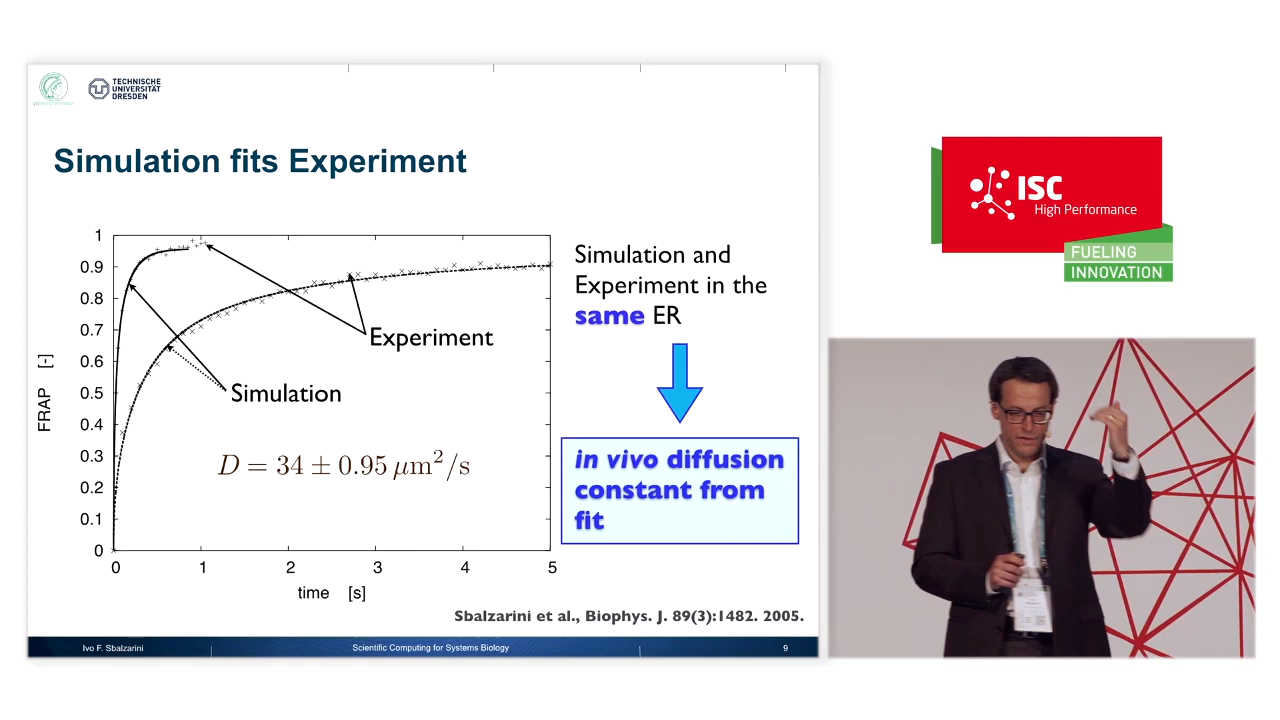 TECHNISCHE
UNIVERSITÄT
DRESDEN
Simulation fits Experiment
1
0.9
0.8
0.7
0.6
0.5
0.4
0.3
0.2
0.1
0
FRAP [-]
Experiment
Simulation
D = 34 ± 0.95 μm²/s
0 1 2 3 4 5
time [s]
Simulation and
Experiment in the
same ER
in vivo diffusion
constant from
fit
Sbalzarini et al., Biophys. J. 89(3):1482. 2005.
Ivo F. Sbalzarini
Scientific Computing for Systems Biology
9
ISC
High Performance
FUELING
INNOVATION